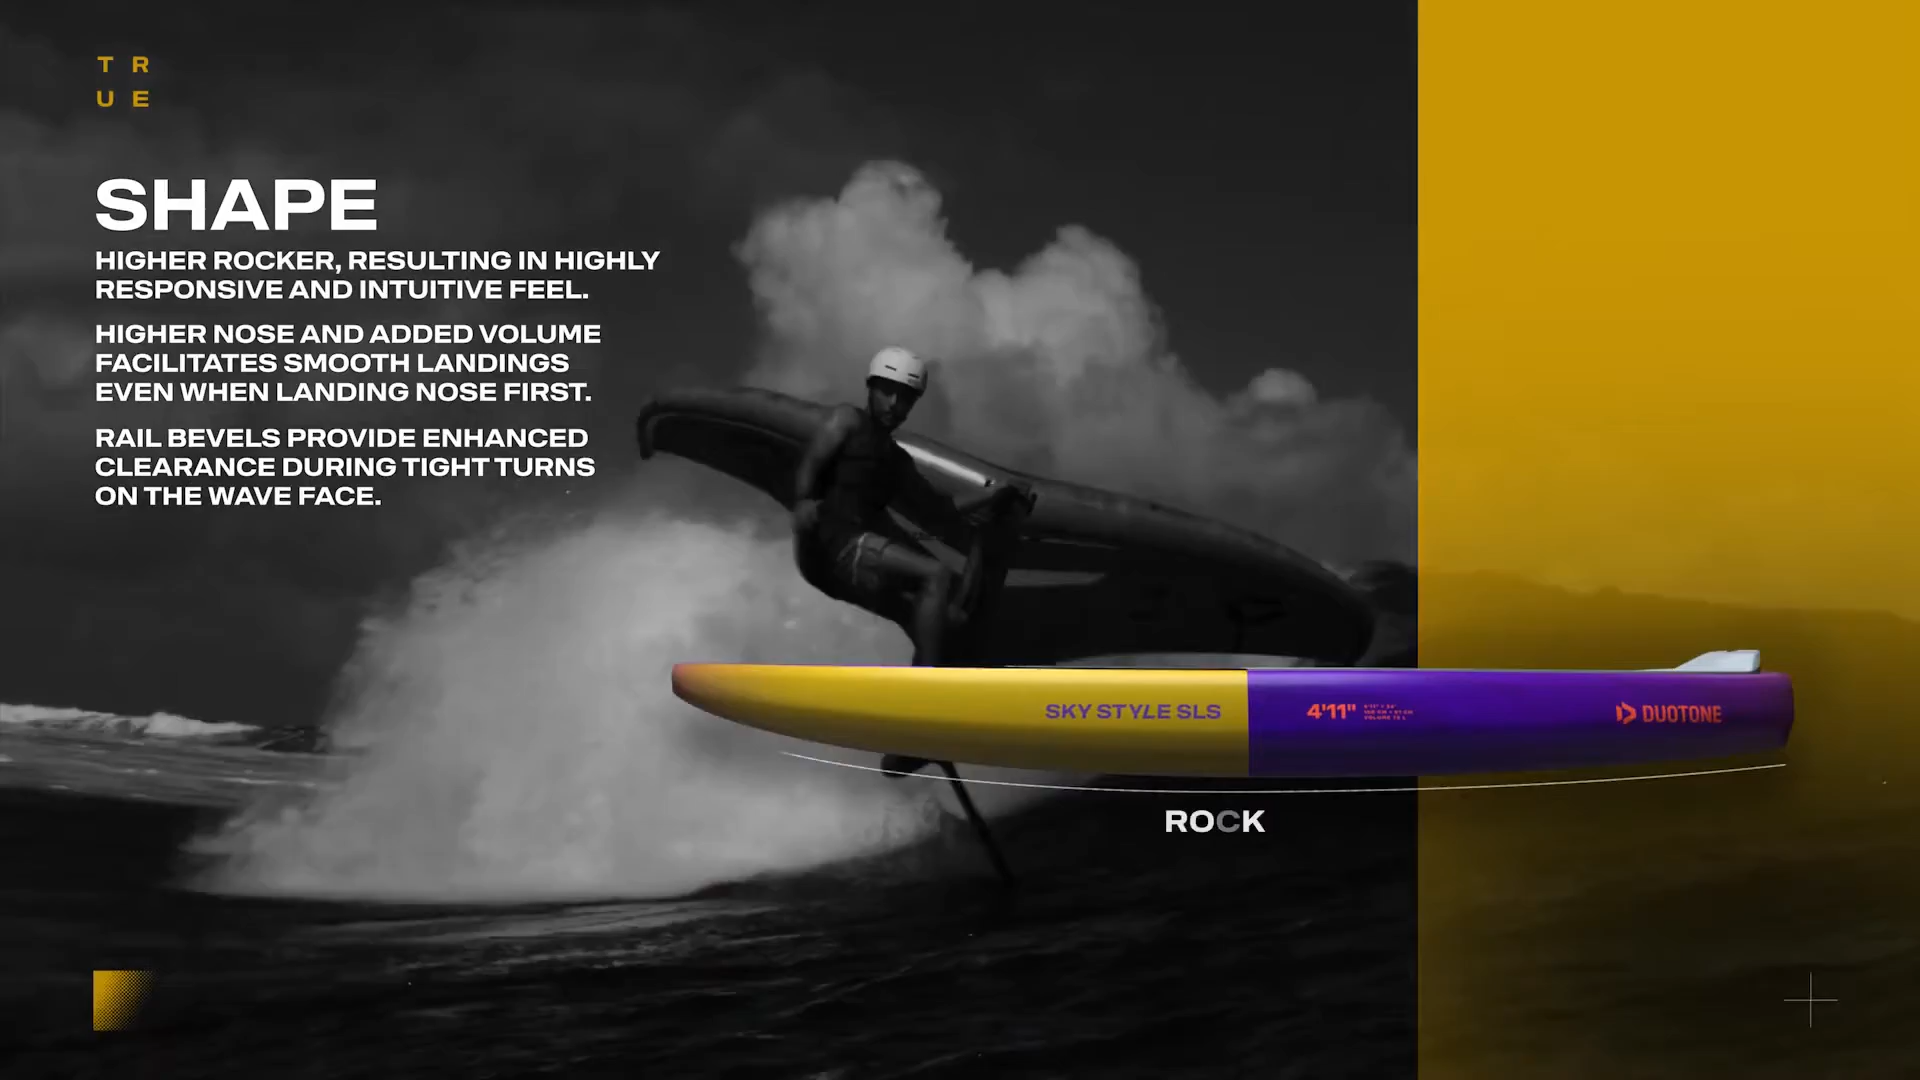 T R
U E
SHAPE
HIGHER ROCKER, RESULTING IN HIGHLY
RESPONSIVE AND INTUITIVE FEEL.
HIGHER NOSE AND ADDED VOLUME
FACILITATES SMOOTH LANDINGS
EVEN WHEN LANDING NOSE FIRST.
RAIL BEVELS PROVIDE ENHANCED
CLEARANCE DURING TIGHT TURNS
ON THE WAVE FACE.
SKY STYLE SLS
4'11"
DUOTONE
ROCK